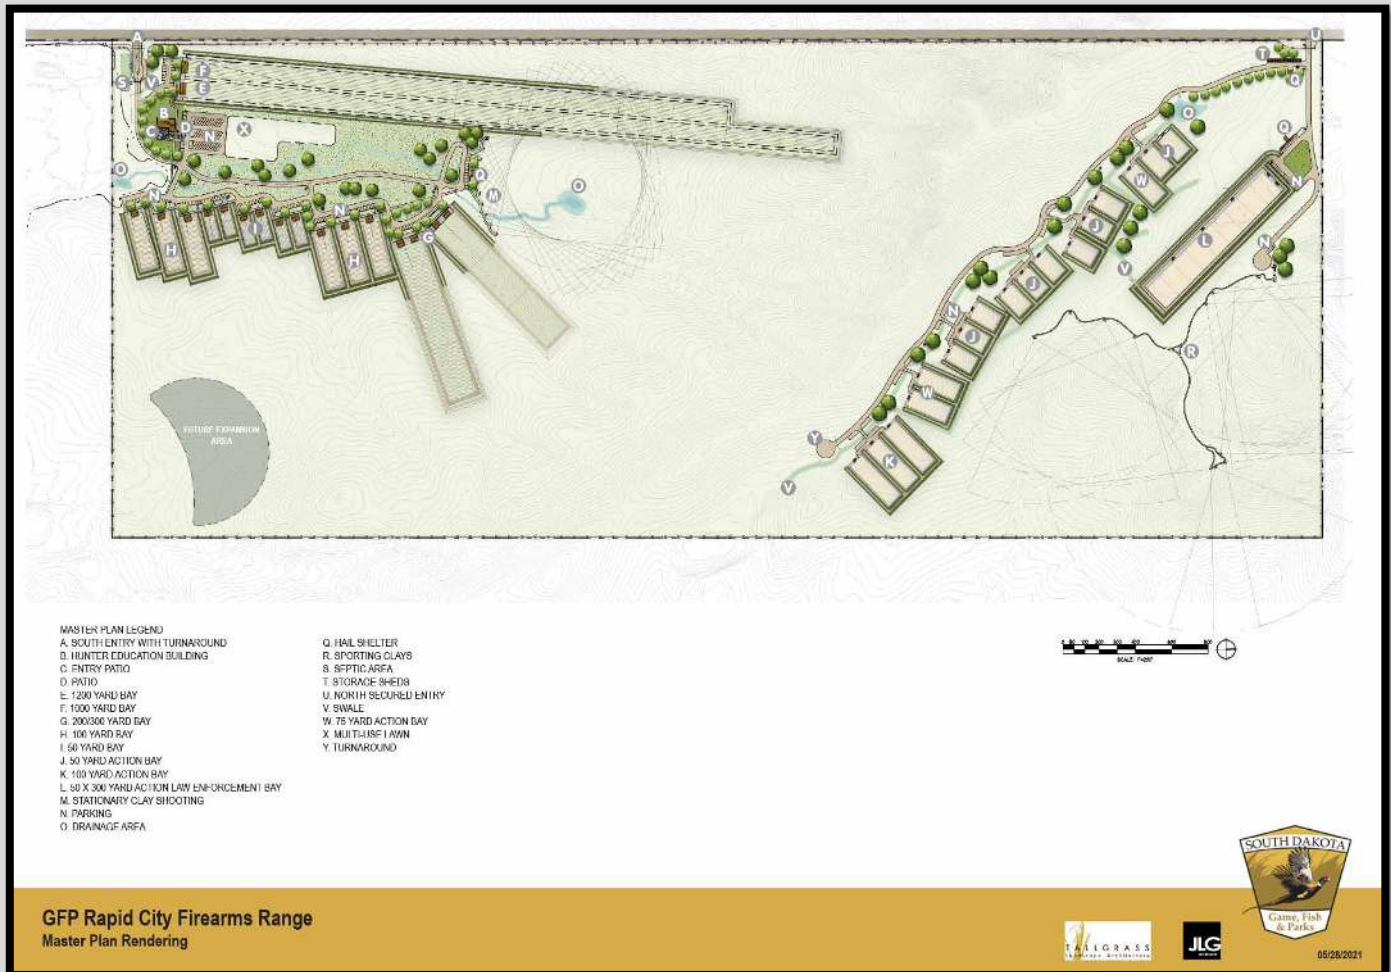 A
U
T
S
V
F
E
Q
B
O
C
D
N
X
Q
J
O
Q
W
N
O
M
N
N
J
H
I
G
L
N
H
V
J
N
J
R
W
FUTURE EXPANSION
AREA
Y
K
V
MASTER PLAN LEGEND
A. SOUTH ENTRY WITH TURNAROUND
B. HUNTER EDUCATION BUILDING
C. ENTRY PATIO
D. PATIO
E. 1200 YARD BAY
F. 1000 YARD BAY
G. 200/300 YARD BAY
H. 100 YARD BAY
I. 50 YARD BAY
J. 50 YARD ACTION BAY
K. 100 YARD ACTION BAY
L. 50 X 300 YARD ACTION LAW ENFORCEMENT BAY
M. STATIONARY CLAY SHOOTING
N. PARKING
O. DRAINAGE AREA
Q. HAIL SHELTER
R. SPORTING CLAYS
S. SEPTIC AREA
T. STORAGE SHEDS
U. NORTH SECURED ENTRY
V. SWALE
W. 75 YARD ACTION BAY
X. MULTI-USE LAWN
Y. TURNAROUND
SOUTH DAKOTA
Game, Fish
& Parks
GFP Rapid City Firearms Range
Master Plan Rendering
TALLGRASS
Landscape Architecture
JLG
05/28/2021